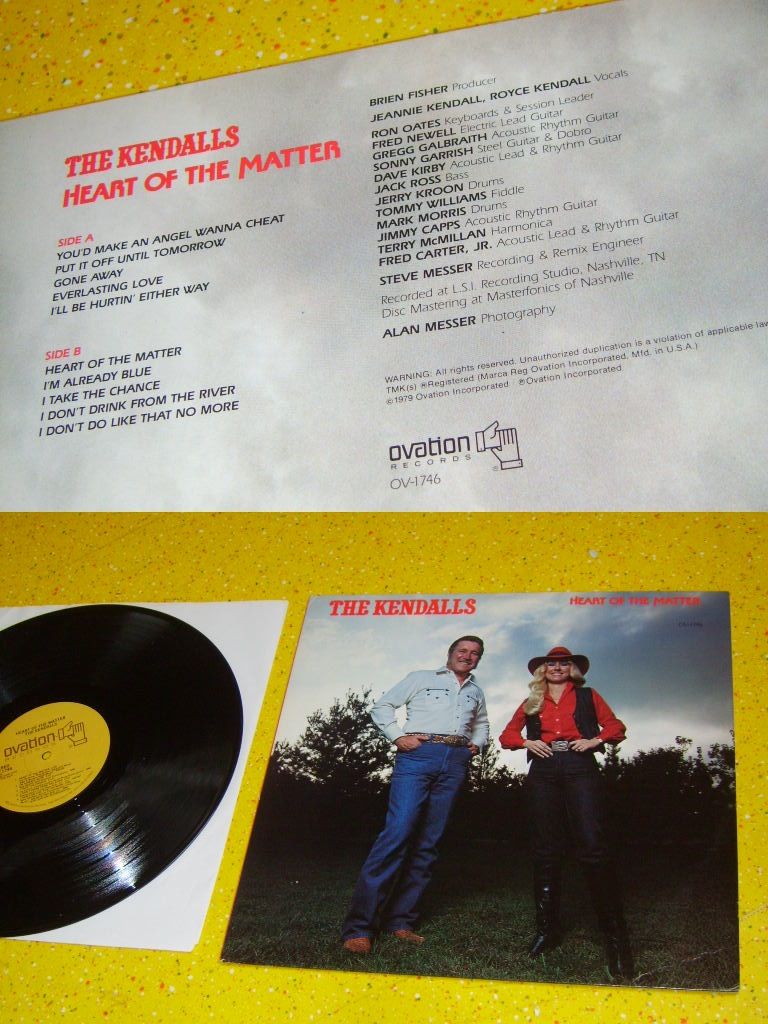 THE KENDALLS
HEART OF THE MATTER
SIDE A
YOU'D MAKE AN ANGEL WANNA CHEAT
PUT IT OFF UNTIL TOMORROW
GONE AWAY
EVERLASTING LOVE
I'LL BE HURTIN' EITHER WAY
SIDE B
HEART OF THE MATTER
I'M ALREADY BLUE
I TAKE THE CHANCE
I DON'T DRINK FROM THE RIVER
I DON'T DO LIKE THAT NO MORE
BRIEN FISHER Producer
JEANNIE KENDALL, ROYCE KENDALL Vocals
RON OATES Keyboards & Session Leader
FRED NEWELL Electric Lead Guitar
GREGG GALBRAITH Acoustic Rhythm Guitar
SONNY GARRISH Steel Guitar & Dobro
DAVE KIRBY Acoustic Lead & Rhythm Guitar
JACK ROSS Bass
JERRY KROON Drums
TOMMY WILLIAMS Fiddle
MARK MORRIS Drums
JIMMY CAPPS Acoustic Rhythm Guitar
TERRY McMILLAN Harmonica
FRED CARTER, JR. Acoustic Lead & Rhythm Guitar
STEVE MESSER Recording & Remix Engineer
Recorded at L.S.I. Recording Studio, Nashville, TN
Disc Mastering at Masterfonics of Nashville
ALAN MESSER Photography
WARNING: All rights reserved. Unauthorized duplication is a violation of applicable law
TMK(s) ®Registered (Marca Reg Ovation Incorporated, Mfd. in U.S.A.)
©1979 Ovation Incorporated ℗Ovation Incorporated
ovation
RECORDS ®
OV-1746
THE KENDALLS
HEART OF THE MATTER
HEART OF THE MATTER
THE KENDALLS
ovation